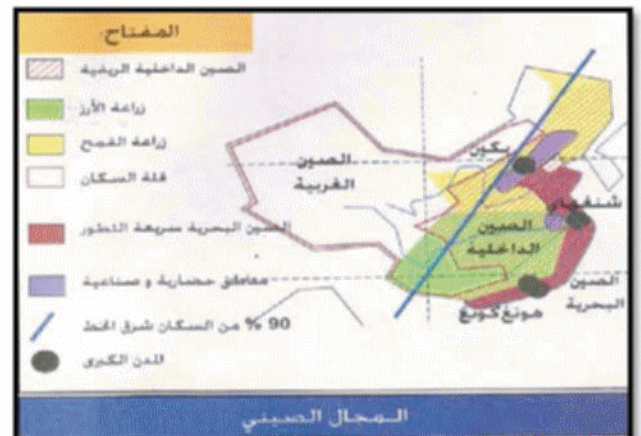 المفتاح:
الصين الداخلية الريفية
زراعة الأرز
زراعة القمح
قلة السكان
الصين البحرية سريعة التطور
مناطق حضارية و صناعية
90 % من السكان شرق الخط
المدن الكبرى
بكين
الصين
الغربية
شنغهاي
الصين
الداخلية
الصين
البحرية
هونغ كونغ
المجال الصيني